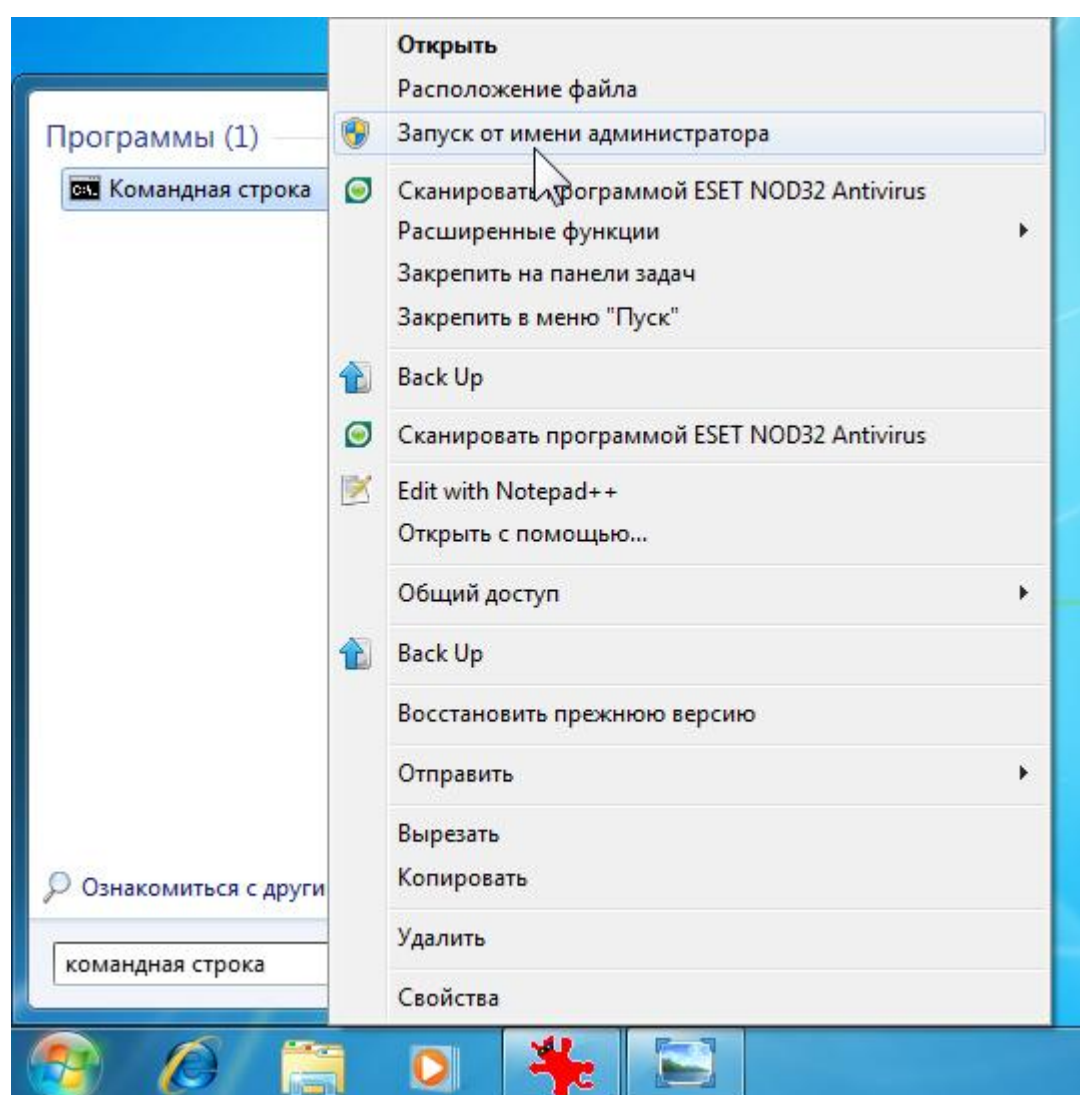 Программы (1)
Командная строка
Ознакомиться с други
командная строка
Открыть
Расположение файла
Запуск от имени администратора
Сканировать программой ESET NOD32 Antivirus
Расширенные функции
Закрепить на панели задач
Закрепить в меню "Пуск"
Back Up
Сканировать программой ESET NOD32 Antivirus
Edit with Notepad++
Открыть с помощью...
Общий доступ
Back Up
Восстановить прежнюю версию
Отправить
Вырезать
Копировать
Удалить
Свойства